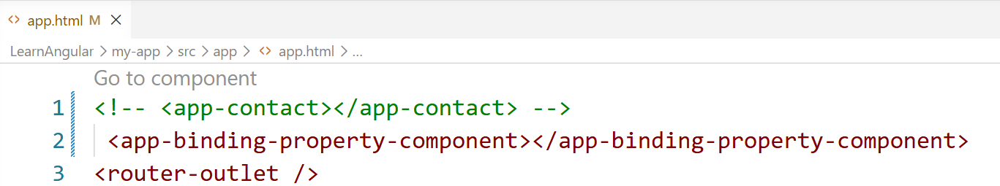 <> app.html M ×
LearnAngular > my-app > src > app > <> app.html > ...
Go to component
1 <!-- <app-contact></app-contact> -->
2 <app-binding-property-component></app-binding-property-component>
3 <router-outlet />